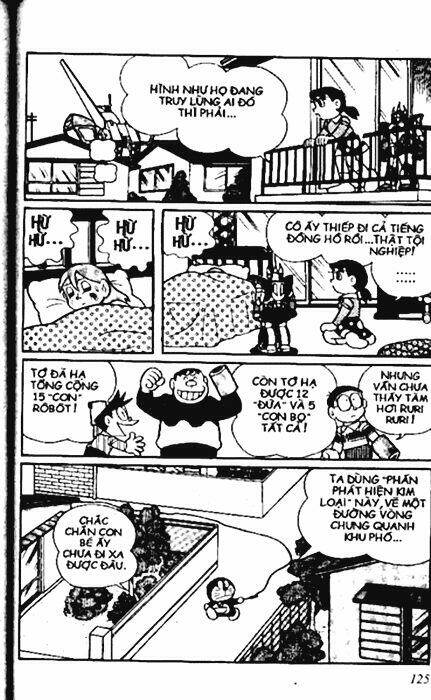 HÌNH NHƯ HỌ ĐANG
TRUY LÙNG AI ĐÓ
THÌ PHẢI...
HỪ
HỪ...
HỪ
HỪ...
HỪ
HỪ...
CÔ ẤY THIẾP ĐI CẢ TIẾNG
ĐỒNG HỒ RỒI...THẬT TỘI
NGHIỆP!
......
TỚ ĐÃ HẠ
TỔNG CỘNG
15 "CON"
RÔBỐT!
CÒN TỚ HẠ
ĐƯỢC 12
"ĐỨA" VÀ 5
"CON BỌ"
TẤT CẢ!
NHƯNG
VẪN CHƯA
THẤY TĂM
HƠI RURI
RURI!
TA DÙNG "PHẤN
PHÁT HIỆN KIM
LOẠI" NÀY, VẼ MỘT
ĐƯỜNG VÒNG
CHUNG QUANH
KHU PHỐ...
CHẮC
CHẮN CON
BÉ ẤY
CHƯA ĐI XA
ĐƯỢC ĐÂU.
125